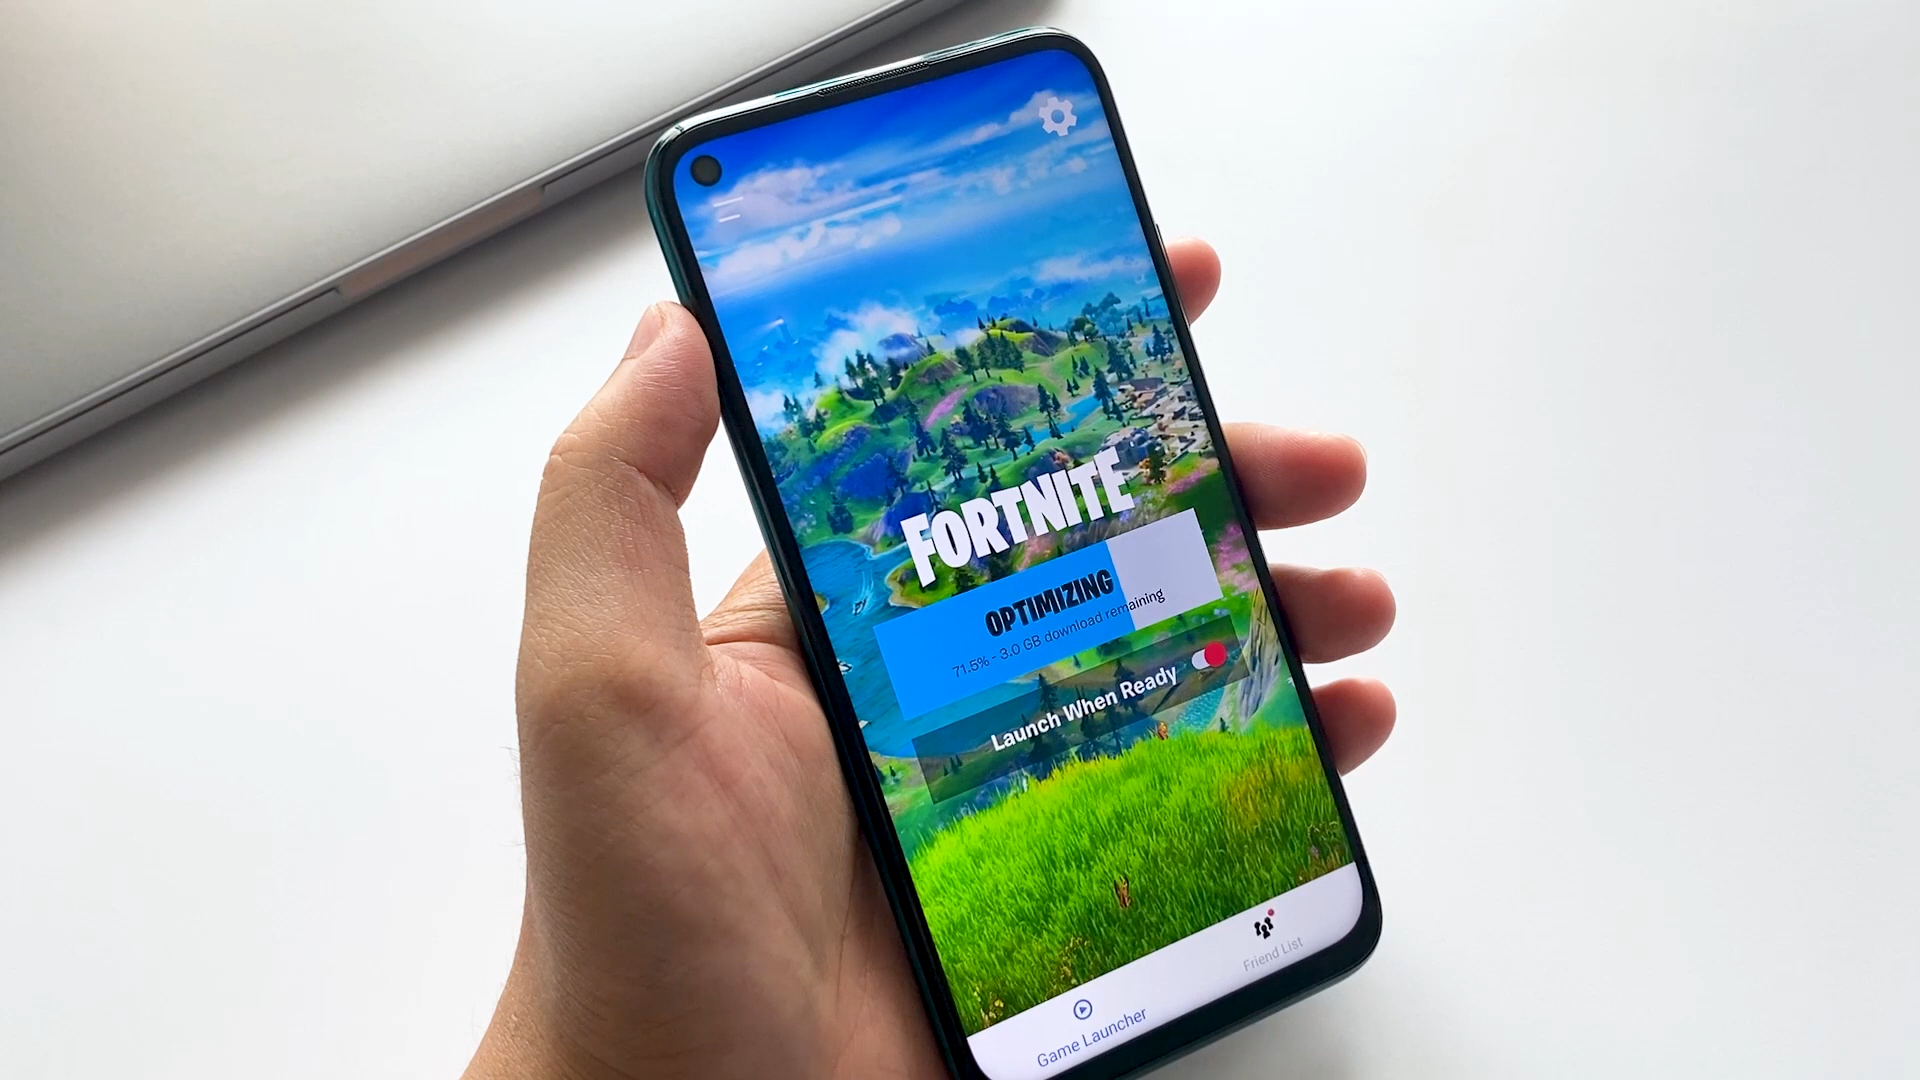 FORTNITE
OPTIMIZING
71.5% - 3.0 GB download remaining
Launch When Ready
Game Launcher
Friend List